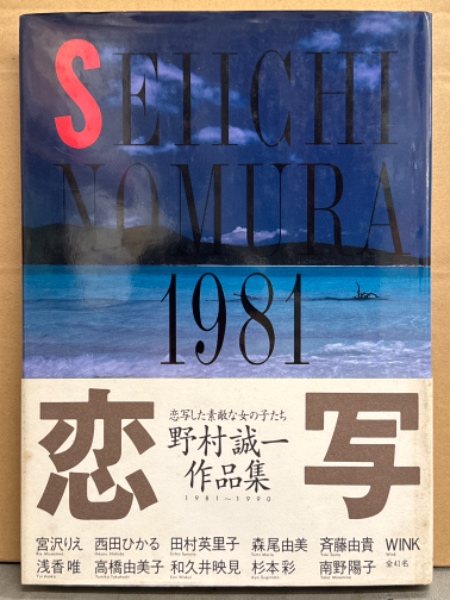 SEIICHI
NOMURA
1981
恋写
恋写した素敵な女の子たち
野村誠一
作品集
1981〜1990
宮沢りえ 西田ひかる 田村英里子 森尾由美 斉藤由貴 WINK
浅香唯 高橋由美子 和久井映見 杉本彩 南野陽子 全41名